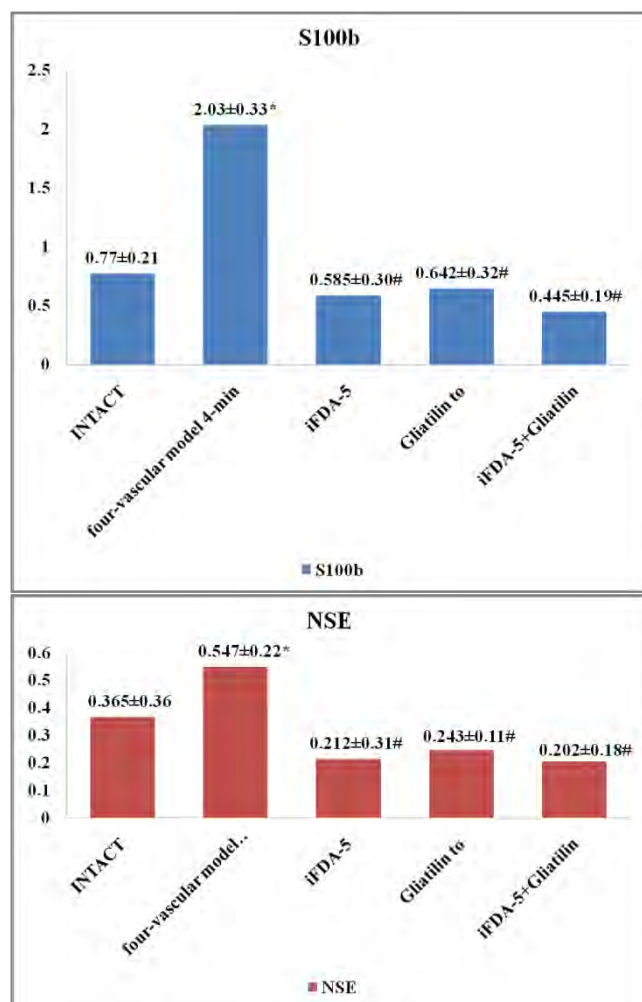 S100b
2.5
2
1.5
1
0.5
0
0.77±0.21
2.03±0.33*
0.585±0.30#
0.642±0.32#
0.445±0.19#
INTACT
four-vascular model 4-min
iFDA-5
Gliatilin to
iFDA-5+Gliatilin
S100b
NSE
0.6
0.5
0.4
0.3
0.2
0.1
0
0.365±0.36
0.547±0.22*
0.212±0.31#
0.243±0.11#
0.202±0.18#
INTACT
four-vascular model..
iFDA-5
Gliatilin to
iFDA-5+Gliatilin
NSE